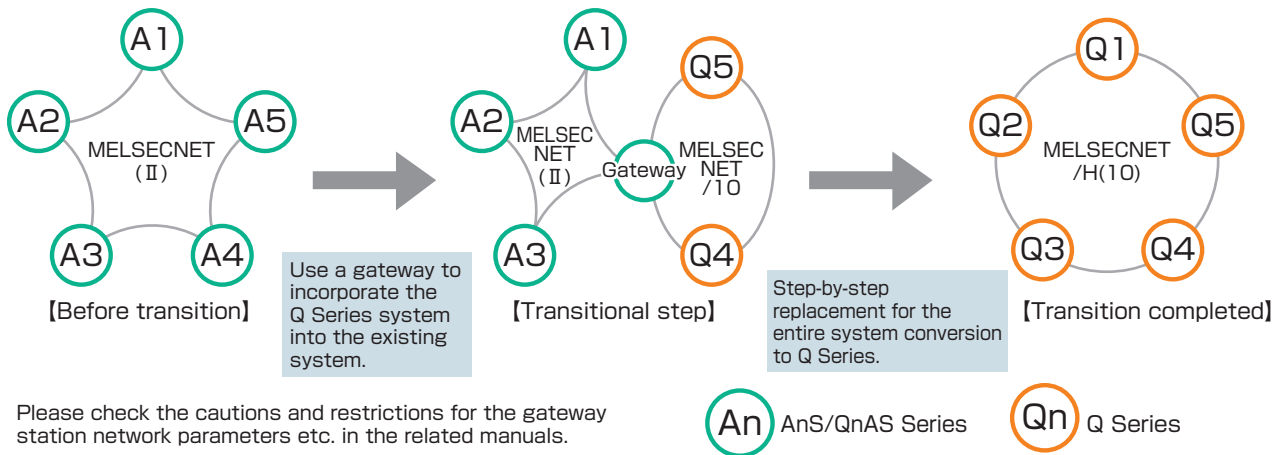 A1
A2
A5
MELSECNET
(Ⅱ)
A3
A4
【Before transition】
Use a gateway to
incorporate the
Q Series system
into the existing
system.
A1
A2
MELSEC
NET
(Ⅱ)
Gateway
A3
Q5
MELSEC
NET
/10
Q4
【Transitional step】
Step-by-step
replacement for the
entire system conversion
to Q Series.
Q1
Q2
Q5
MELSECNET
/H(10)
Q3
Q4
【Transition completed】
Please check the cautions and restrictions for the gateway
station network parameters etc. in the related manuals.
An AnS/QnAS Series
Qn Q Series